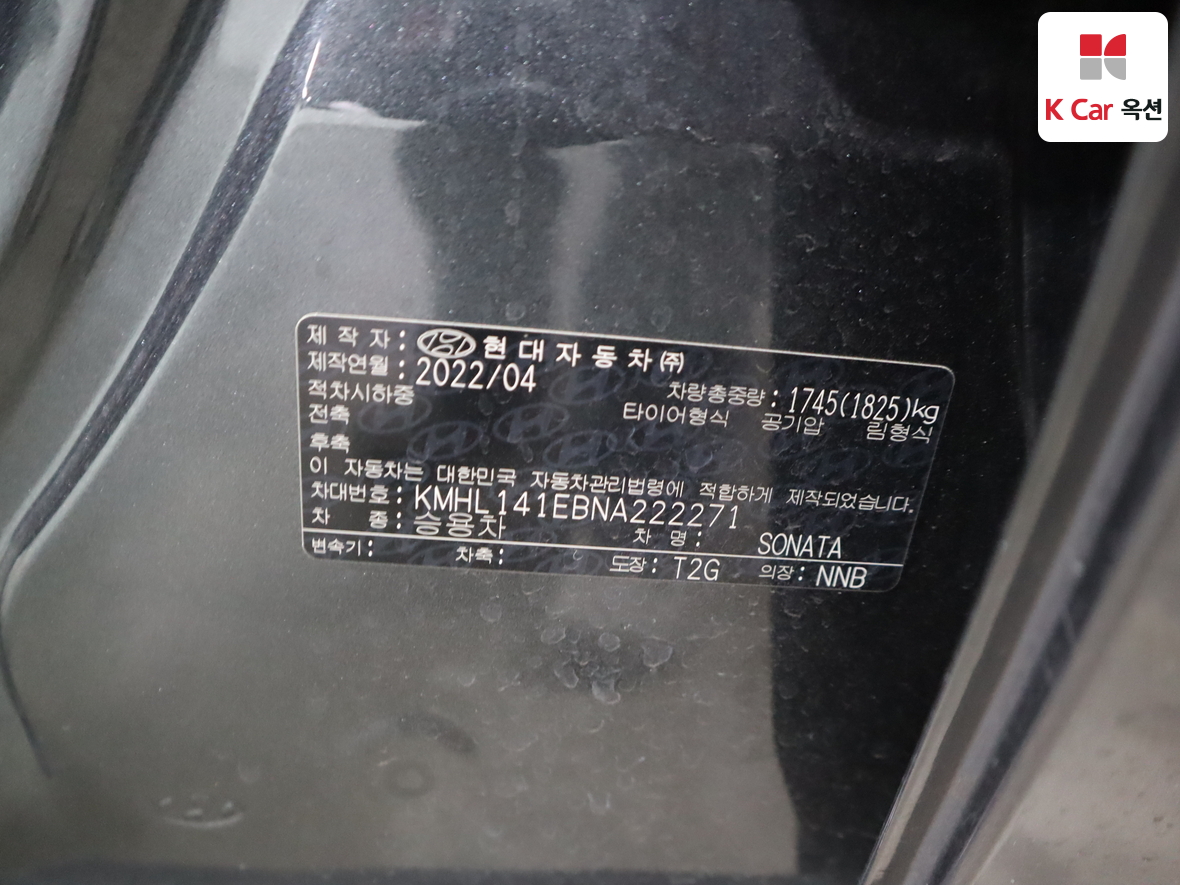 K Car 옥션
제 작 자 : 현대자동차(주)
제작연월 : 2022/04
적차시하중 차량총중량 : 1745(1825)kg
전축 타이어형식 공기압 림형식
후축
이 자동차는 대한민국 자동차관리법령에 적합하게 제작되었습니다.
차대번호 : KMHL141EBNA222271
차 종 : 승용차 차 명 : SONATA
변속기 : 차축 : 도장 : T2G 의장 : NNB